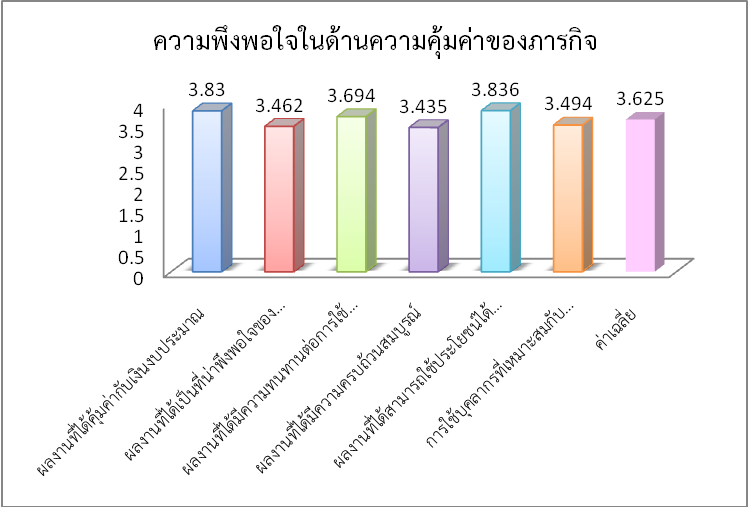 ความพึงพอใจในด้านความคุ้มค่าของภารกิจ
3.83
3.462
3.694
3.435
3.836
3.494
3.625
4
3.5
3
2.5
2
1.5
1
0.5
0
ผลงานที่ได้คุ้มค่ากับเงินงบประมาณ
ผลงานที่ได้เป็นที่น่าพึงพอใจของ...
ผลงานที่ได้มีความทนทานต่อการใช้...
ผลงานที่ได้มีความครบถ้วนสมบูรณ์
ผลงานที่ได้สามารถใช้ประโยชน์ได้...
การใช้บุคลากรที่เหมาะสมกับ...
ค่าเฉลี่ย